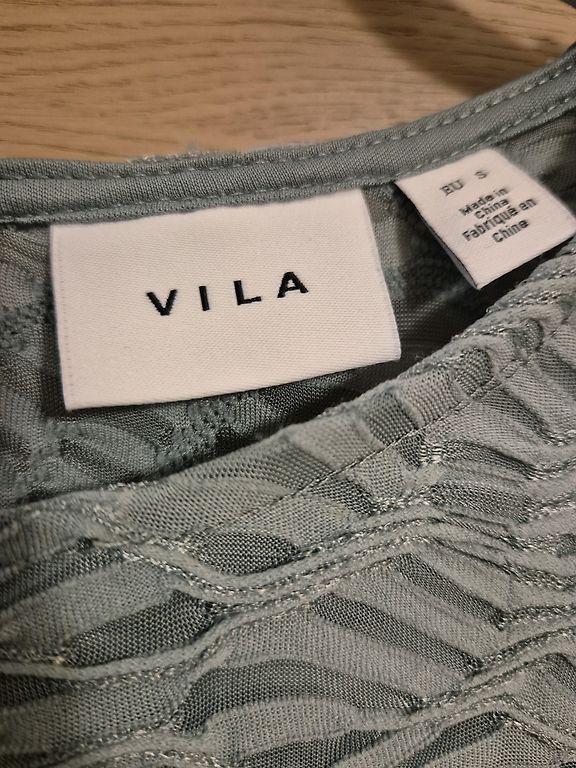 VILA
EU S
Made in
China
Fabriqué en
Chine